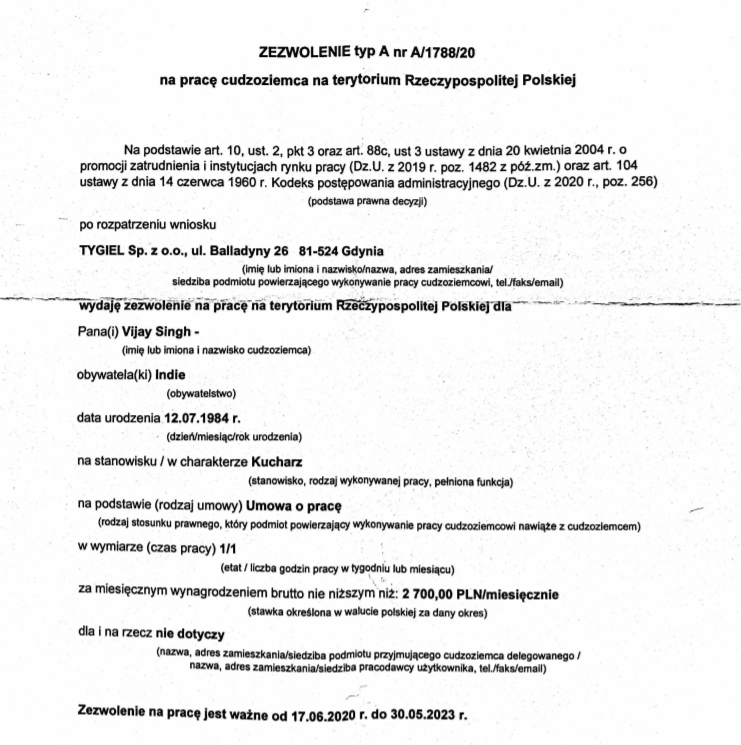 ZEZWOLENIE typ A nr A/1788/20
na pracę cudzoziemca na terytorium Rzeczypospolitej Polskiej
Na podstawie art. 10, ust. 2, pkt 3 oraz art. 88c, ust 3 ustawy z dnia 20 kwietnia 2004 r. o
promocji zatrudnienia i instytucjach rynku pracy (Dz.U. z 2019 r. poz. 1482 z póź.zm.) oraz art. 104
ustawy z dnia 14 czerwca 1960 r. Kodeks postępowania administracyjnego (Dz.U. z 2020 r., poz. 256)
(podstawa prawna decyzji)
po rozpatrzeniu wniosku
TYGIEL Sp. z o.o., ul. Balladyny 26 81-524 Gdynia
(imię lub imiona i nazwisko/nazwa, adres zamieszkania/
siedziba podmiotu powierzającego wykonywanie pracy cudzoziemcowi, tel./faks/email)
wydaję zezwolenie na pracę na terytorium Rzeczypospolitej Polskiej dla
Pana(i) Vijay Singh -
(imię lub imiona i nazwisko cudzoziemca)
obywatela(ki) Indie
(obywatelstwo)
data urodzenia 12.07.1984 r.
(dzień/miesiąc/rok urodzenia)
na stanowisku / w charakterze Kucharz
(stanowisko, rodzaj wykonywanej pracy, pełniona funkcja)
na podstawie (rodzaj umowy) Umowa o pracę
(rodzaj stosunku prawnego, który podmiot powierzający wykonywanie pracy cudzoziemcowi nawiąże z cudzoziemcem)
w wymiarze (czas pracy) 1/1
(etat / liczba godzin pracy w tygodniu lub miesiącu)
za miesięcznym wynagrodzeniem brutto nie niższym niż: 2 700,00 PLN/miesięcznie
(stawka określona w walucie polskiej za dany okres)
dla i na rzecz nie dotyczy
(nazwa, adres zamieszkania/siedziba podmiotu przyjmującego cudzoziemca delegowanego /
nazwa, adres zamieszkania/siedziba pracodawcy użytkownika, tel./faks/email)
Zezwolenie na pracę jest ważne od 17.06.2020 r. do 30.05.2023 r.